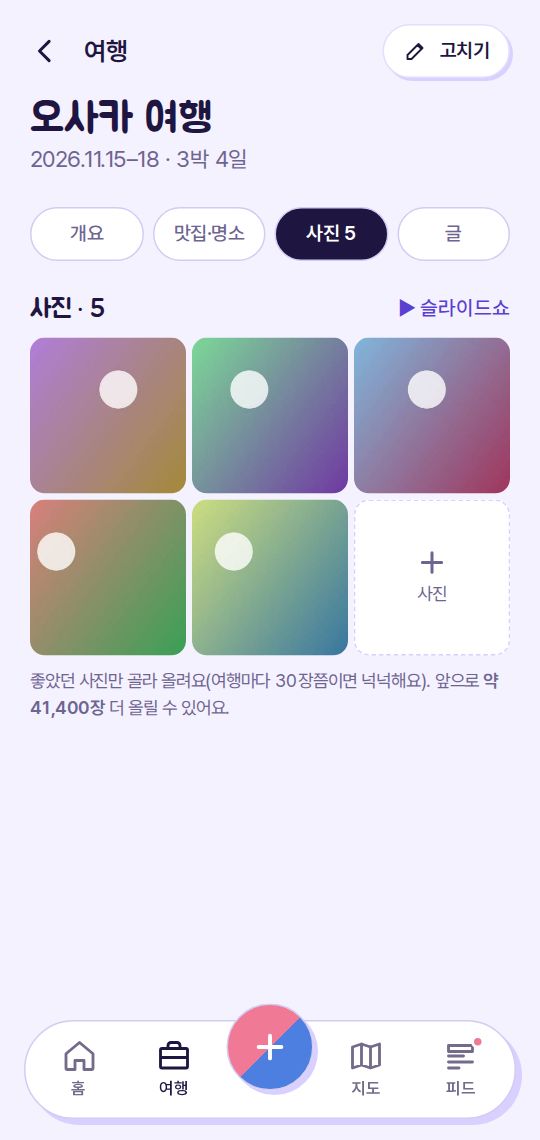 여행
고치기
오사카 여행
2026.11.15–18 · 3박 4일
개요
맛집·명소
사진 5
글
사진 · 5
▶ 슬라이드쇼
사진
좋았던 사진만 골라 올려요(여행마다 30장쯤이면 넉넉해요). 앞으로 약
41,400장 더 올릴 수 있어요.
홈
여행
지도
피드